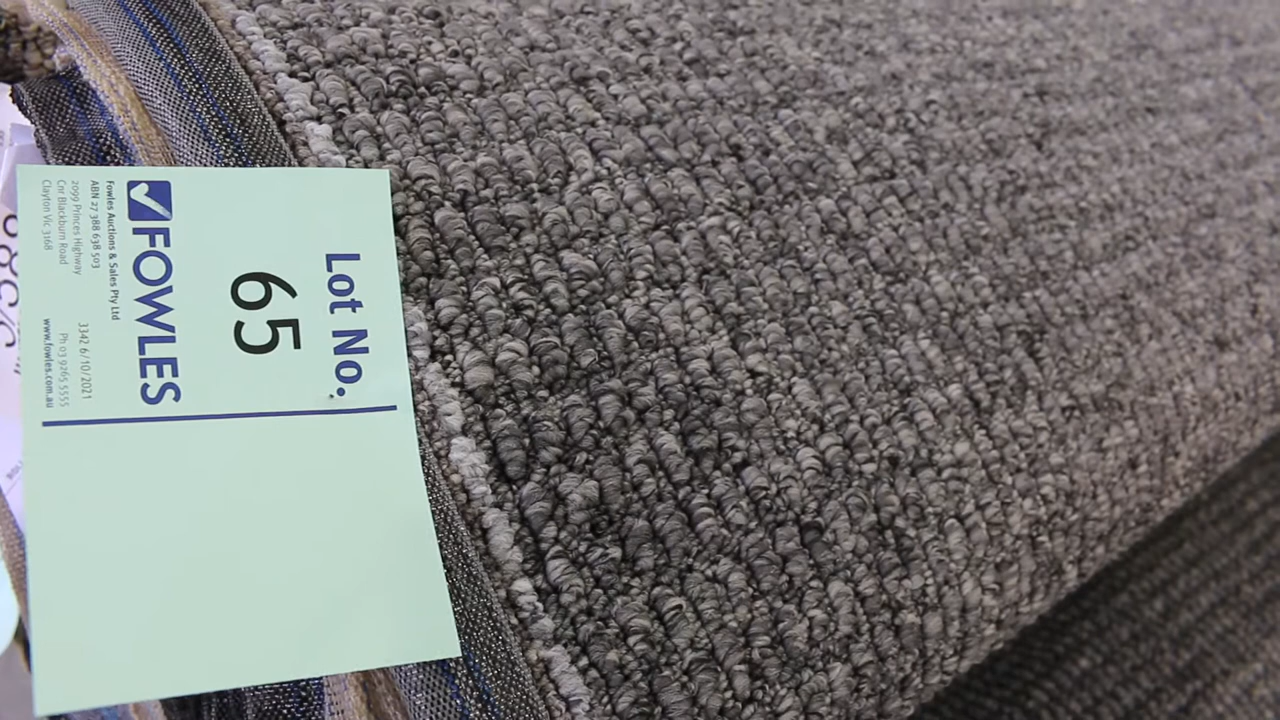 Lot No.
65
FOWLES
Fowles Auctions & Sales Pty Ltd
ABN 27 388 638 503
2099 Princes Highway
Cnr Blackburn Road
Clayton Vic 3168
3342 6/10/2021
Ph 03 9265 5555
www.fowles.com.au